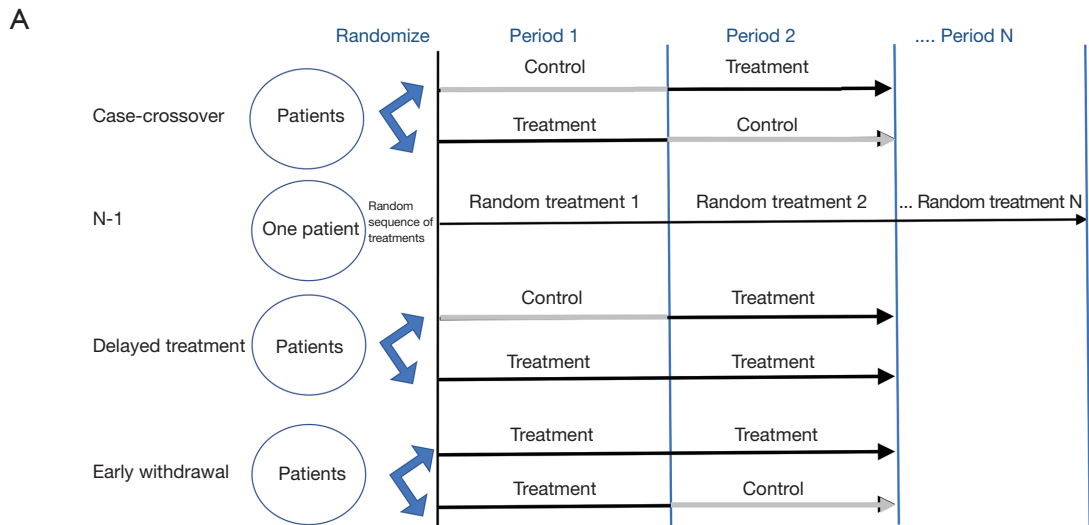 A
Randomize Period 1 Period 2 .... Period N
Control Treatment
Case-crossover Patients
Treatment Control
N-1 One patient
Random
sequence of
treatments
Random treatment 1 Random treatment 2 ... Random treatment N
Control Treatment
Delayed treatment Patients
Treatment Treatment
Treatment Treatment
Early withdrawal Patients
Treatment Control